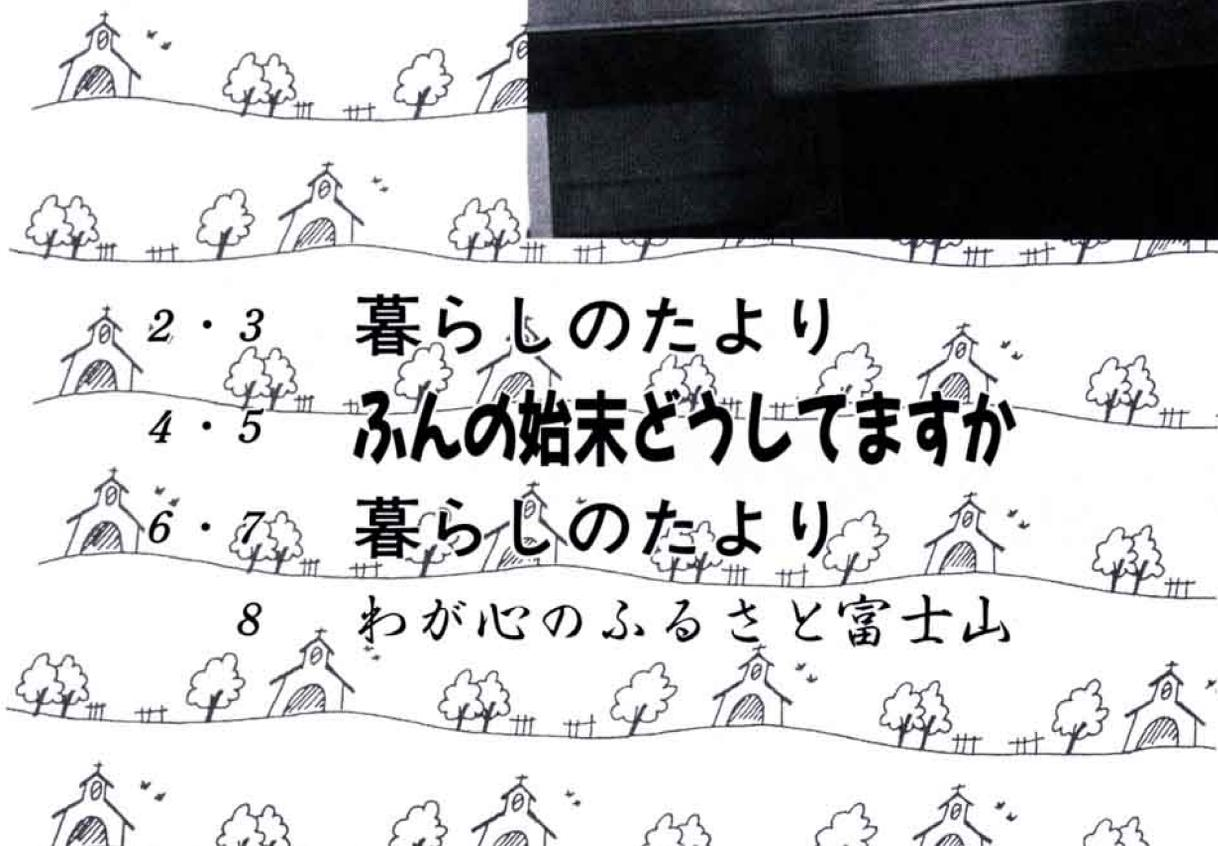 2・3 暮らしのたより
4・5 ふんの始末どうしてますか
6・7 暮らしのたより
8 わが心のふるさと富士山